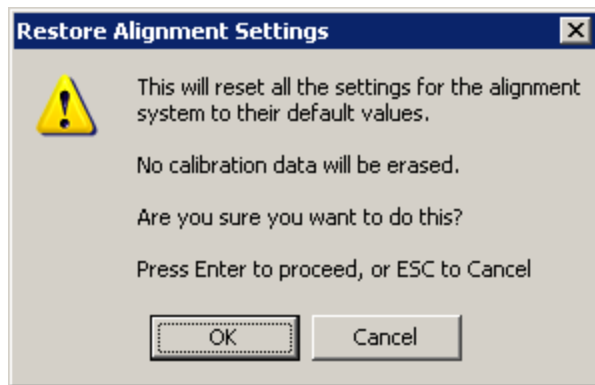 Restore Alignment Settings
This will reset all the settings for the alignment
system to their default values.
No calibration data will be erased.
Are you sure you want to do this?
Press Enter to proceed, or ESC to Cancel
OK
Cancel